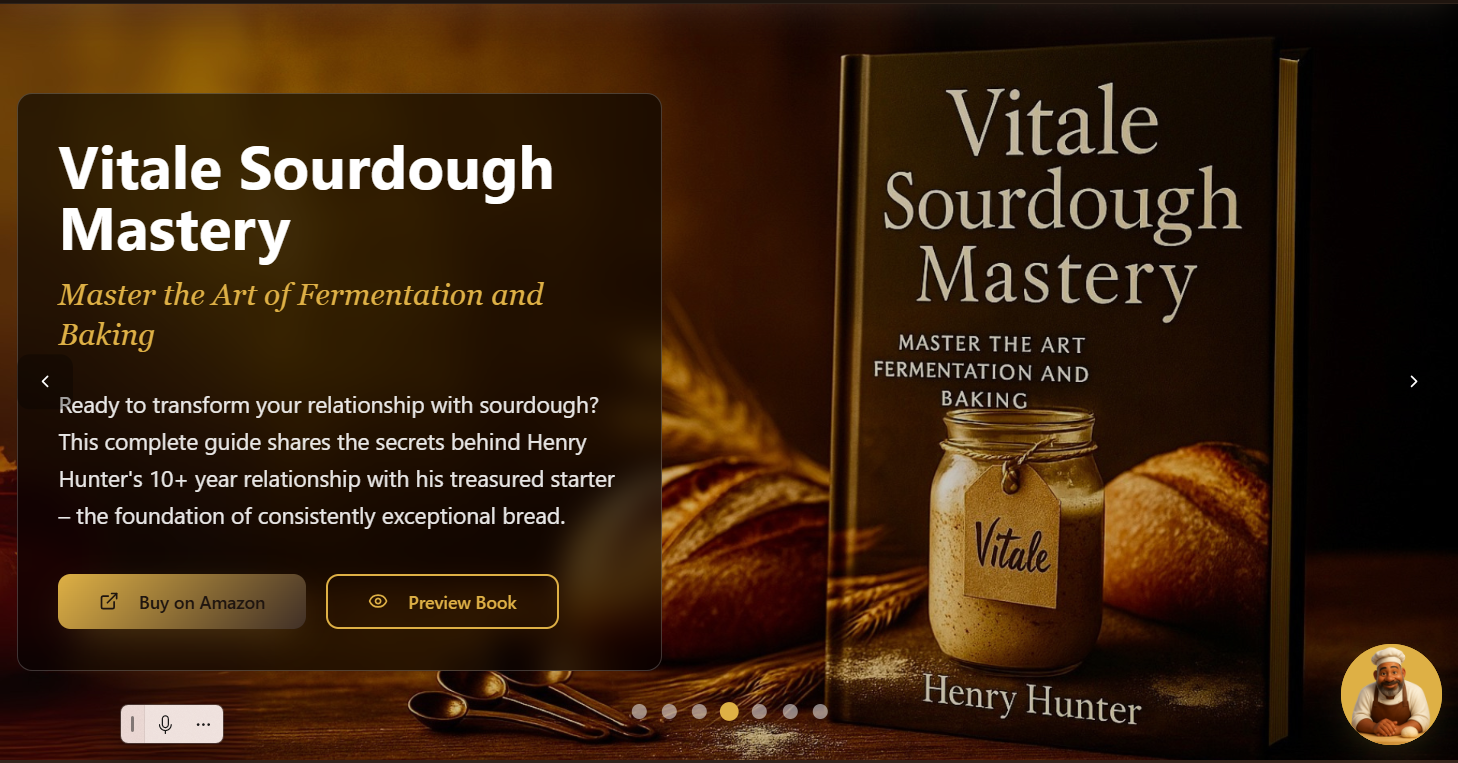 Vitale Sourdough
Mastery
Master the Art of Fermentation and
Baking
Ready to transform your relationship with sourdough?
This complete guide shares the secrets behind Henry
Hunter's 10+ year relationship with his treasured starter
– the foundation of consistently exceptional bread.
Buy on Amazon
Preview Book
Vitale
Sourdough
Mastery
MASTER THE ART
FERMENTATION AND
BAKING
Vitale
Henry Hunter